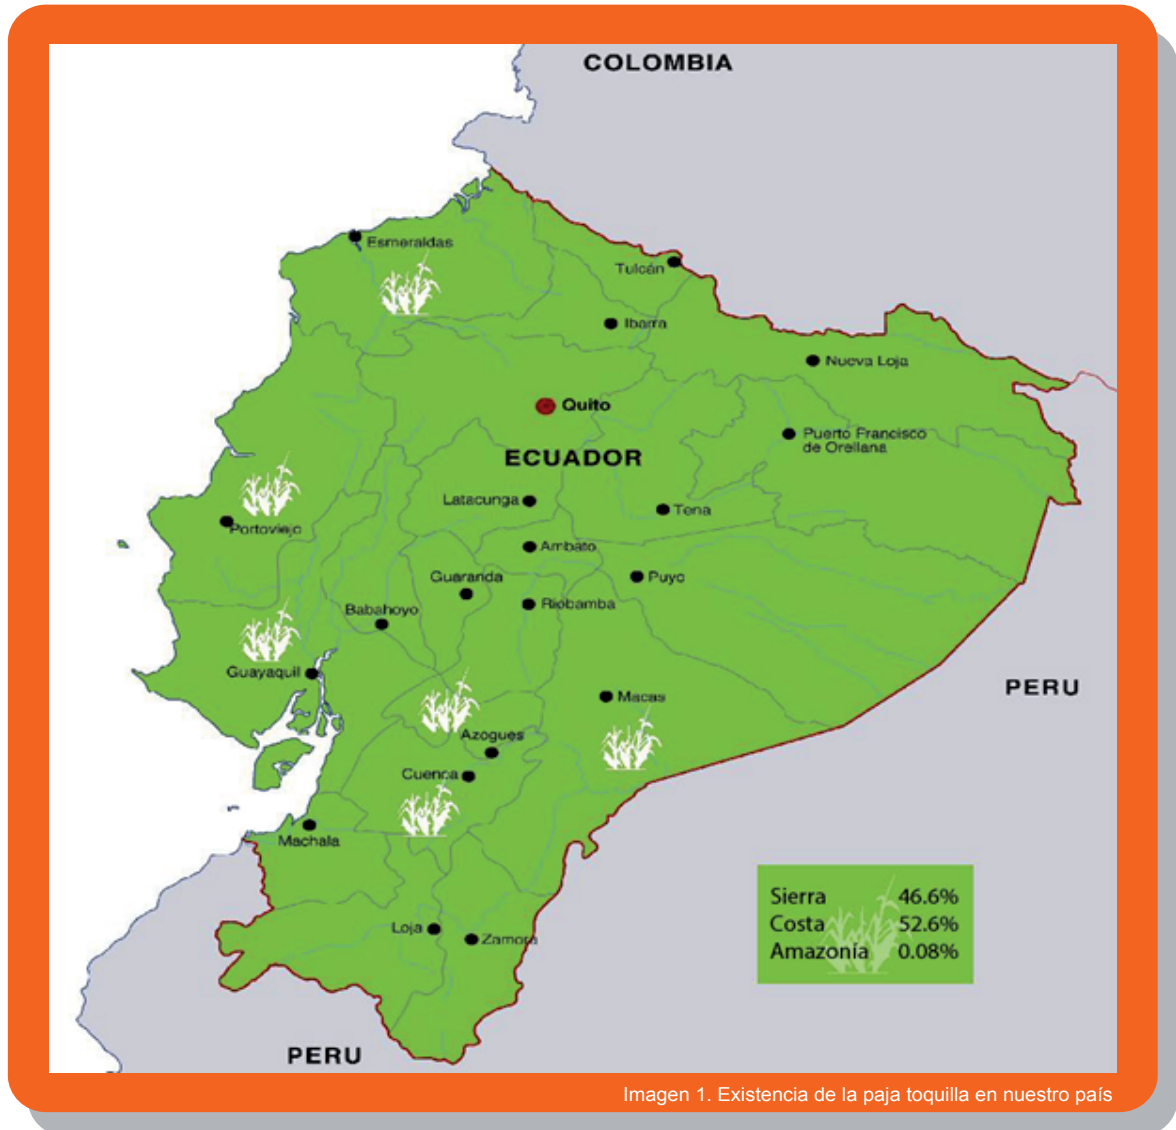 COLOMBIA
Esmeraldas
Tulcán
Ibarra
Nueva Loja
Quito
Puerto Francisco
de Orellana
ECUADOR
Latacunga
Tena
Portoviejo
Ambato
Guaranda
Puyo
Babahoyo
Riobamba
Guayaquil
PERU
Macas
Azogues
Cuenca
Machala
Sierra 46.6%
Costa 52.6%
Amazonía 0.08%
Loja
Zamora
PERU
Imagen 1. Existencia de la paja toquilla en nuestro país